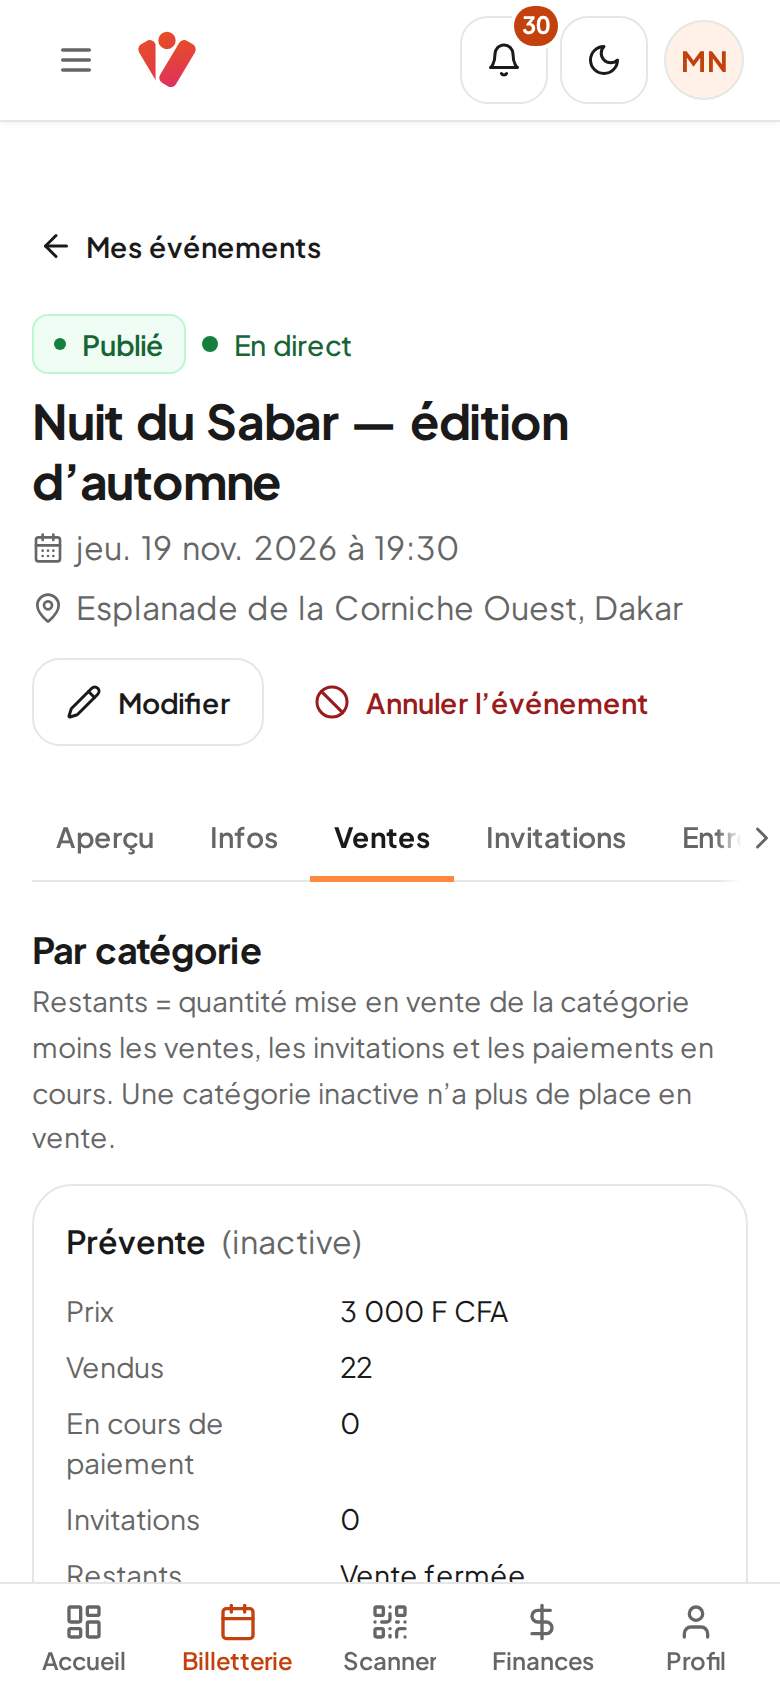 30
MN
Mes événements
Publié
En direct
Nuit du Sabar — édition
d’automne
jeu. 19 nov. 2026 à 19:30
Esplanade de la Corniche Ouest, Dakar
Modifier
Annuler l’événement
Aperçu Infos Ventes Invitations Entr
Par catégorie
Restants = quantité mise en vente de la catégorie
moins les ventes, les invitations et les paiements en
cours. Une catégorie inactive n’a plus de place en
vente.
Prévente (inactive)
Prix 3 000 F CFA
Vendus 22
En cours de 0
paiement
Invitations 0
Restants Vente fermée
Accueil Billetterie Scanner Finances Profil